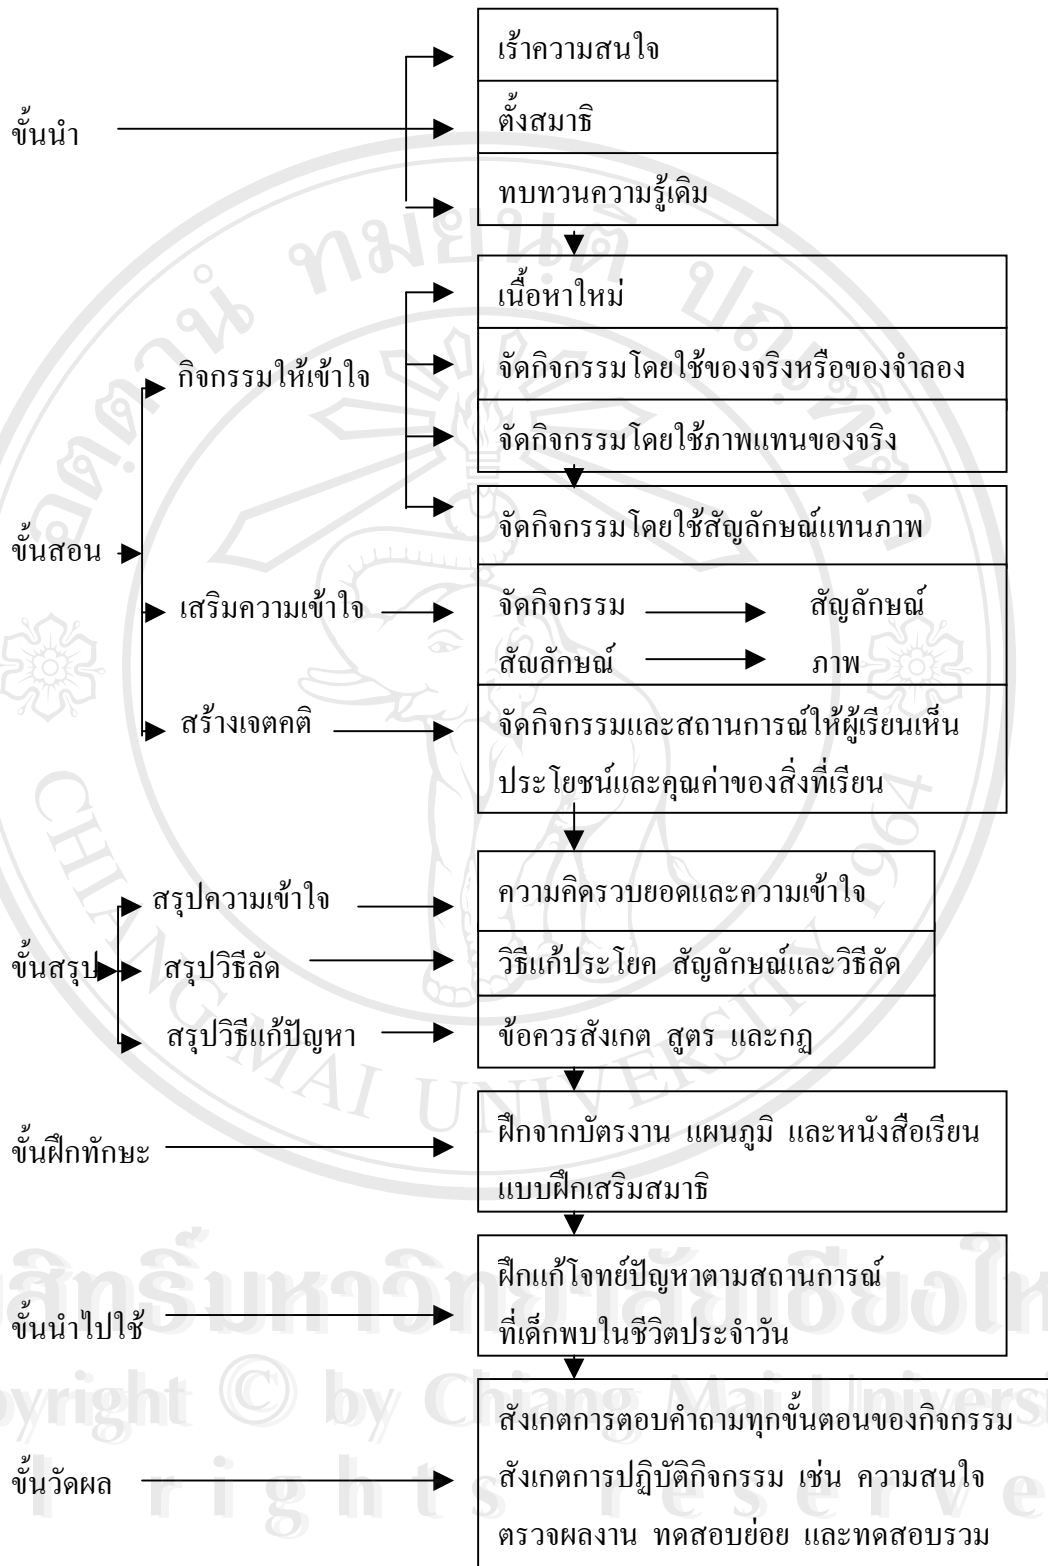 เร้าความสนใจ
ขั้นนำ
ตั้งสมาธิ
ทบทวนความรู้เดิม
เนื้อหาใหม่
กิจกรรมให้เข้าใจ
จัดกิจกรรมโดยใช้ของจริงหรือของจำลอง
จัดกิจกรรมโดยใช้ภาพแทนของจริง
ขั้นสอน
จัดกิจกรรมโดยใช้สัญลักษณ์แทนภาพ
เสริมความเข้าใจ
จัดกิจกรรม สัญลักษณ์
สัญลักษณ์ ภาพ
สร้างเจตคติ
จัดกิจกรรมและสถานการณ์ให้ผู้เรียนเห็น
ประโยชน์และคุณค่าของสิ่งที่เรียน
สรุปความเข้าใจ
ความคิดรวบยอดและความเข้าใจ
ขั้นสรุป
สรุปวิธีลัด
วิธีแก้ประโยค สัญลักษณ์และวิธีลัด
สรุปวิธีแก้ปัญหา
ข้อควรสังเกต สูตร และกฏ
ขั้นฝึกทักษะ
ฝึกจากบัตรงาน แผนภูมิ และหนังสือเรียน
แบบฝึกเสริมสมาธิ
ขั้นนำไปใช้
ฝึกแก้โจทย์ปัญหาตามสถานการณ์
ที่เด็กพบในชีวิตประจำวัน
ขั้นวัดผล
สังเกตการตอบคำถามทุกขั้นตอนของกิจกรรม
สังเกตการปฏิบัติกิจกรรม เช่น ความสนใจ
ตรวจผลงาน ทดสอบย่อย และทดสอบรวม
อตฺตานํ ทมยนฺติ ปณฺฑิตา
CHIANG MAI UNIVERSITY 1964
by Chiang Mai
rights